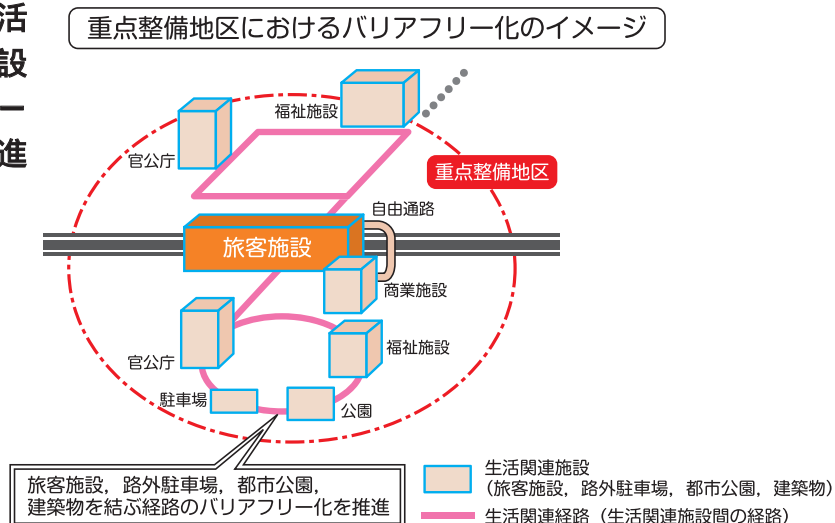 活
設
ー
進
重点整備地区におけるバリアフリー化のイメージ
福祉施設
官公庁
重点整備地区
自由通路
旅客施設
商業施設
官公庁
福祉施設
駐車場
公園
旅客施設，路外駐車場，都市公園，
建築物を結ぶ経路のバリアフリー化を推進
生活関連施設
（旅客施設，路外駐車場，都市公園，建築物）
生活関連経路（生活関連施設間の経路）